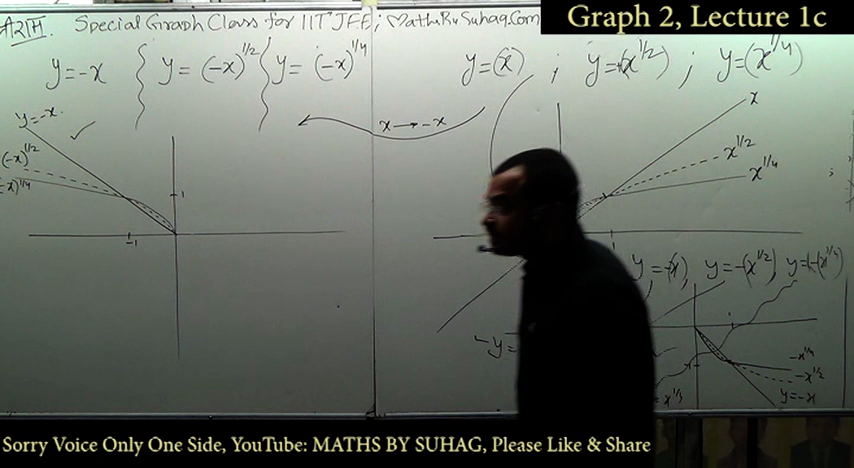 Graph 2, Lecture 1c
Special Graph Class for IIT JEE; MathsBySuhag.Com
y=-x y=(-x)^{1/2} y=(-x)^{1/4}
y=(x) ; y=(x^{1/2}) ; y=(x^{1/4})
x→-x
y=-x.
(-x)^{1/2}
-x)^{1/4}
1
-1
x
x^{1/2}
x^{1/4}
1
y=-(x) y=-(x^{1/2}) y=-(x^{1/4})
-y=
-x^{1/4}
-x^{1/2}
y=-x
Sorry Voice Only One Side, YouTube: MATHS BY SUHAG, Please Like & Share